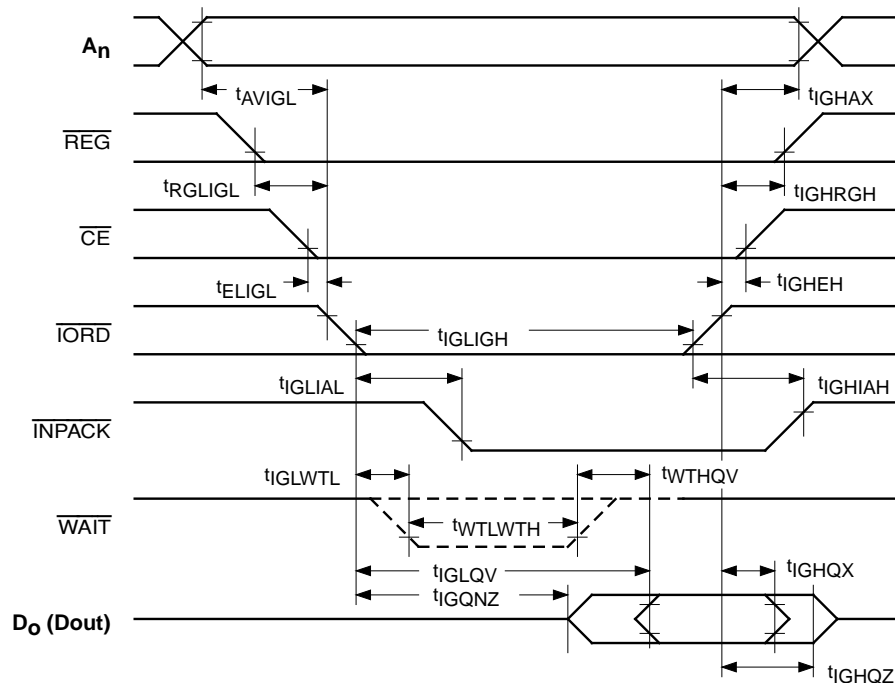 An
tAVIGL
tIGHAX
REG
tRGLIGL
tIGHRGH
CE
tELIGL
tIGHEH
IORD
tIGLIGH
tIGLIAL
tIGHIAH
INPACK
tIGLWTL
tWTHQV
WAIT
tWTLWTH
tIGLQV
tIGHQX
tIGQNZ
Do (Dout)
tIGHQZ